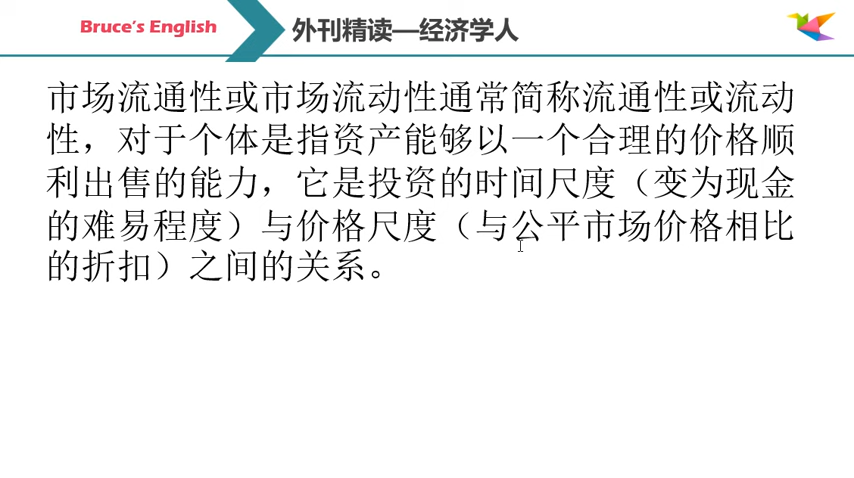 Bruce's English
外刊精读—经济学人
市场流通性或市场流动性通常简称流通性或流动
性，对于个体是指资产能够以一个合理的价格顺
利出售的能力，它是投资的时间尺度（变为现金
的难易程度）与价格尺度（与公平市场价格相比
的折扣）之间的关系。